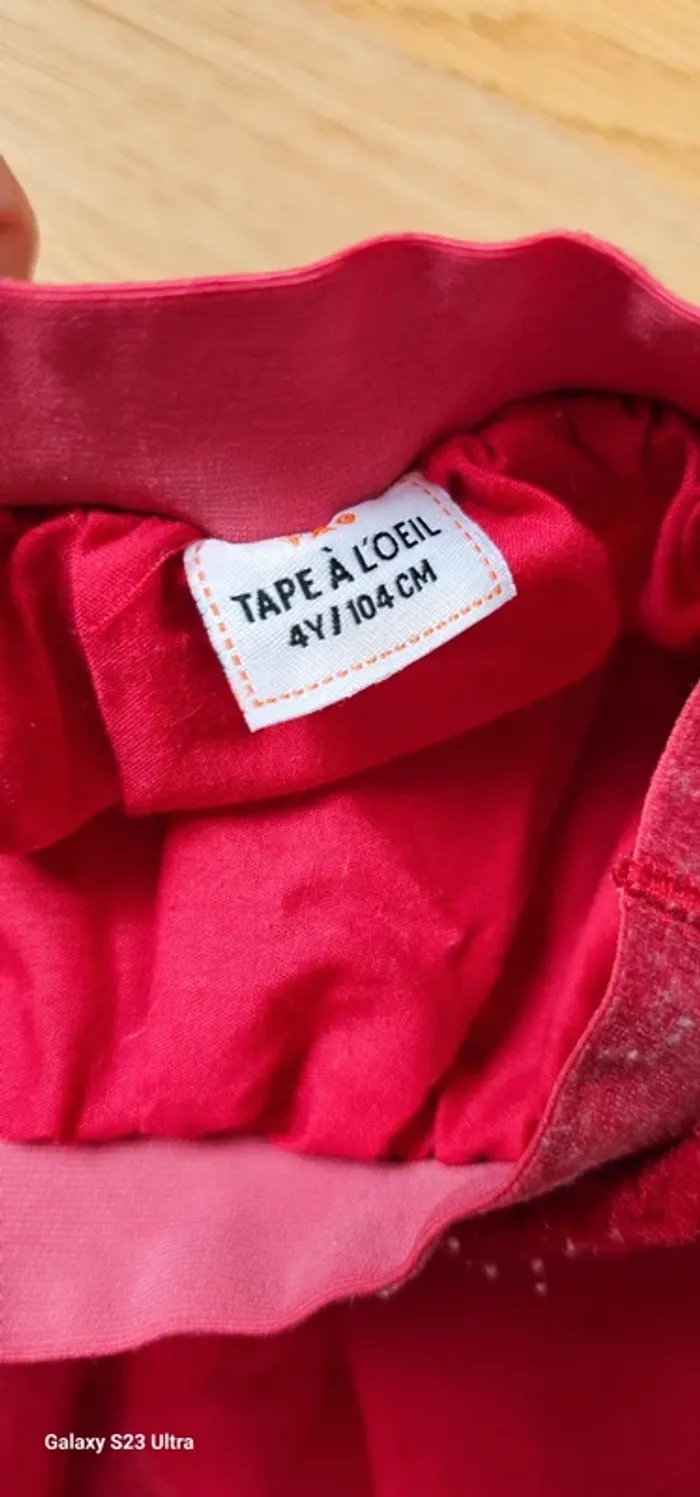 TAPE À L'OEIL
4Y/104 CM
Galaxy S23 Ultra